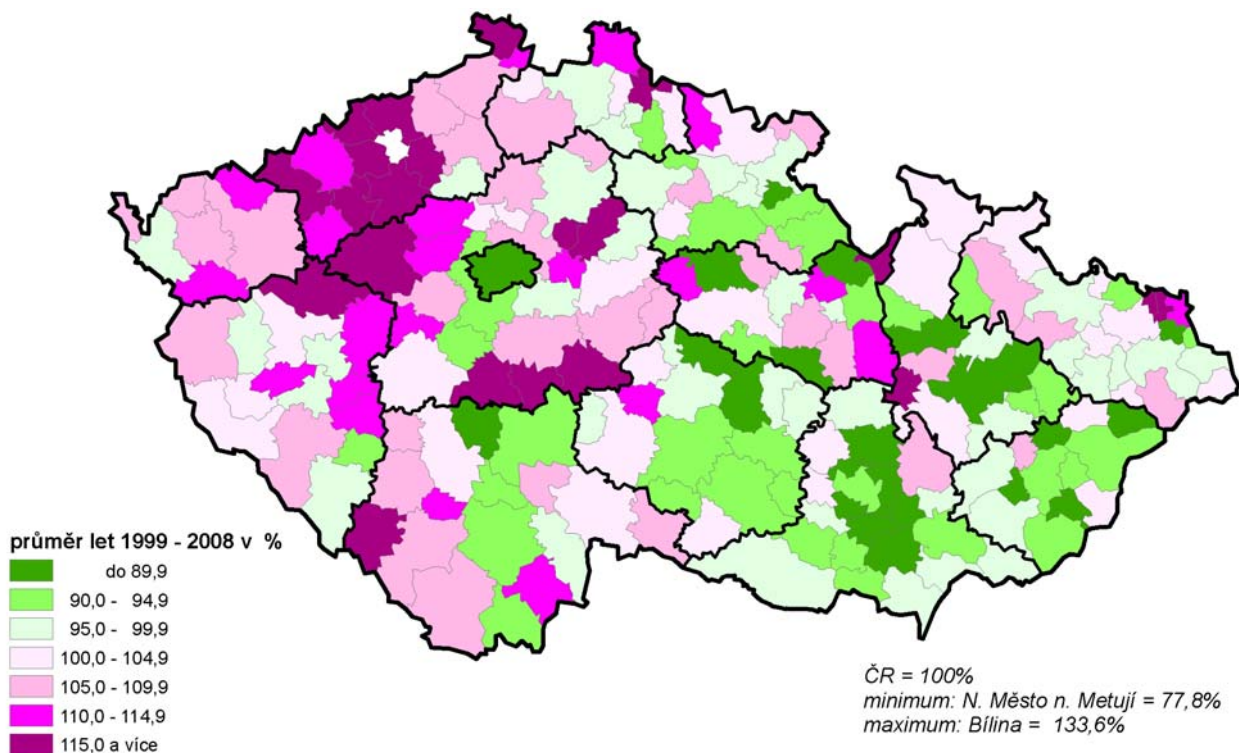 průměr let 1999 - 2008 v %
do 89,9
90,0 - 94,9
95,0 - 99,9
100,0 - 104,9
105,0 - 109,9
110,0 - 114,9
115,0 a více
ČR = 100%
minimum: N. Město n. Metují = 77,8%
maximum: Bílina = 133,6%